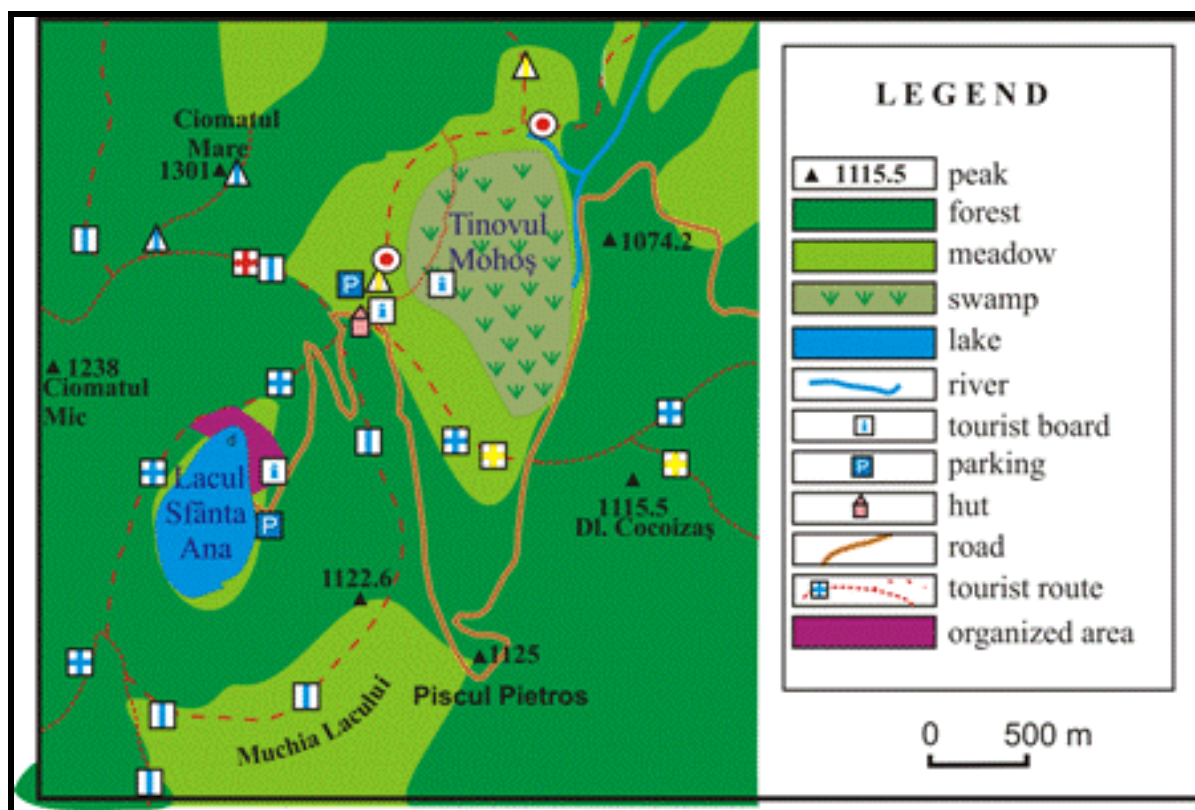 Ciomatul
Mare
1301
Tinovul
Mohoș
1074.2
P
i
i
1238
Ciomatul
Mic
Lacul
Sfânta
Ana
i
P
1115.5
Dl. Cocoizaș
1122.6
1125
Piscul Pietros
Muchia Lacului
LEGEND
1115.5 peak
forest
meadow
swamp
lake
river
i tourist board
P parking
hut
road
tourist route
organized area
0 500 m